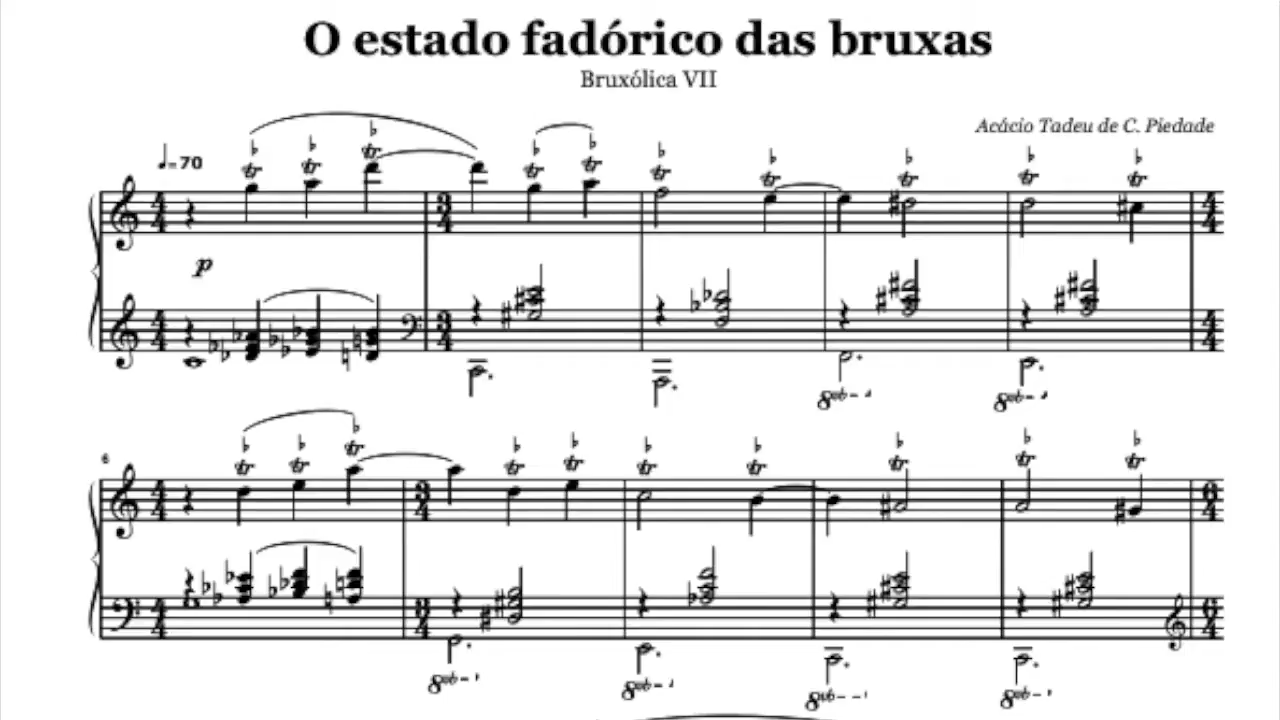 O estado fadórico das bruxas
Bruxólica VII
Acácio Tadeu de C. Piedade
♩=70
p
6